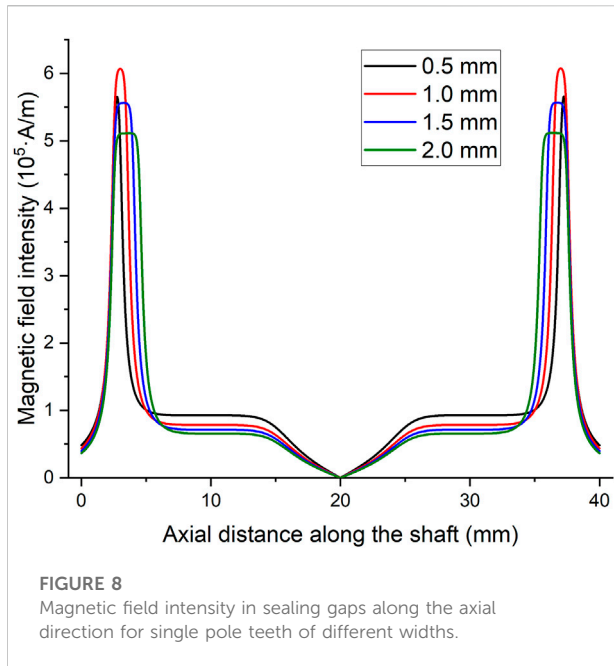 0.5 mm
1.0 mm
1.5 mm
2.0 mm
6
5
4
3
2
1
0
Magnetic field intensity (10⁵·A/m)
0 10 20 30 40
Axial distance along the shaft (mm)
FIGURE 8
Magnetic field intensity in sealing gaps along the axial
direction for single pole teeth of different widths.